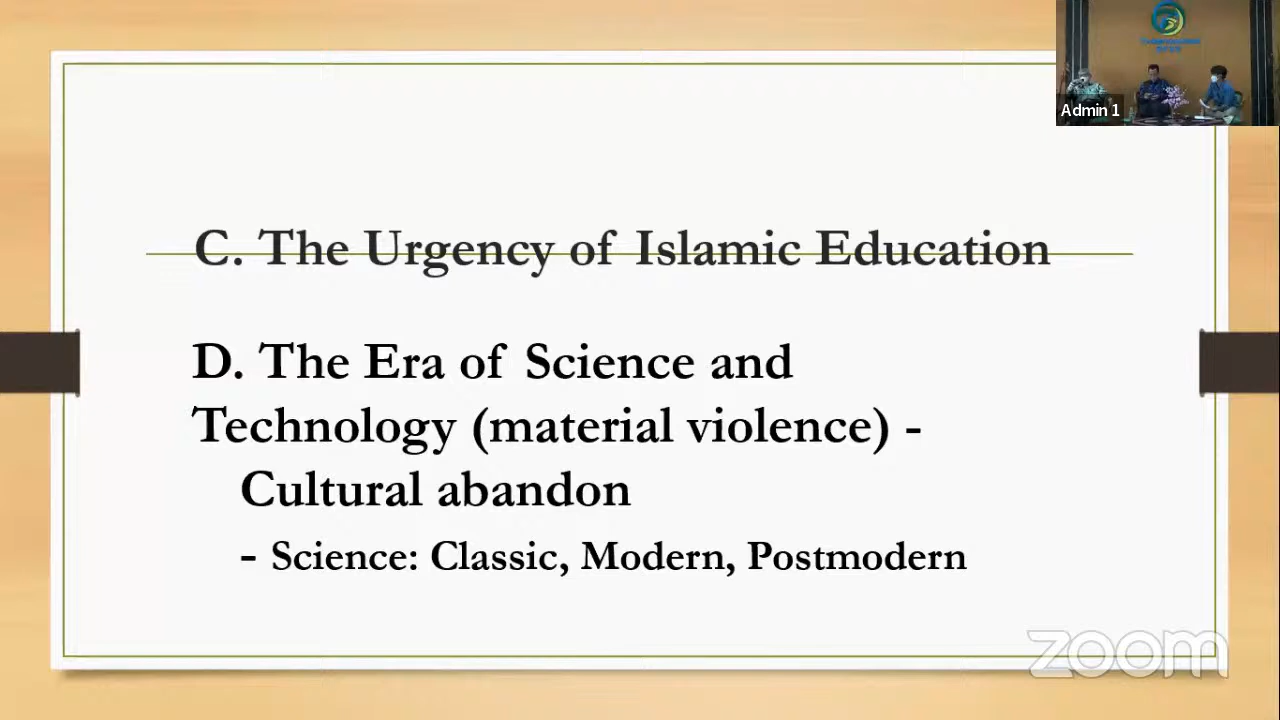 Admin 1
C. The Urgency of Islamic Education
D. The Era of Science and
Technology (material violence) -
Cultural abandon
- Science: Classic, Modern, Postmodern
zoom